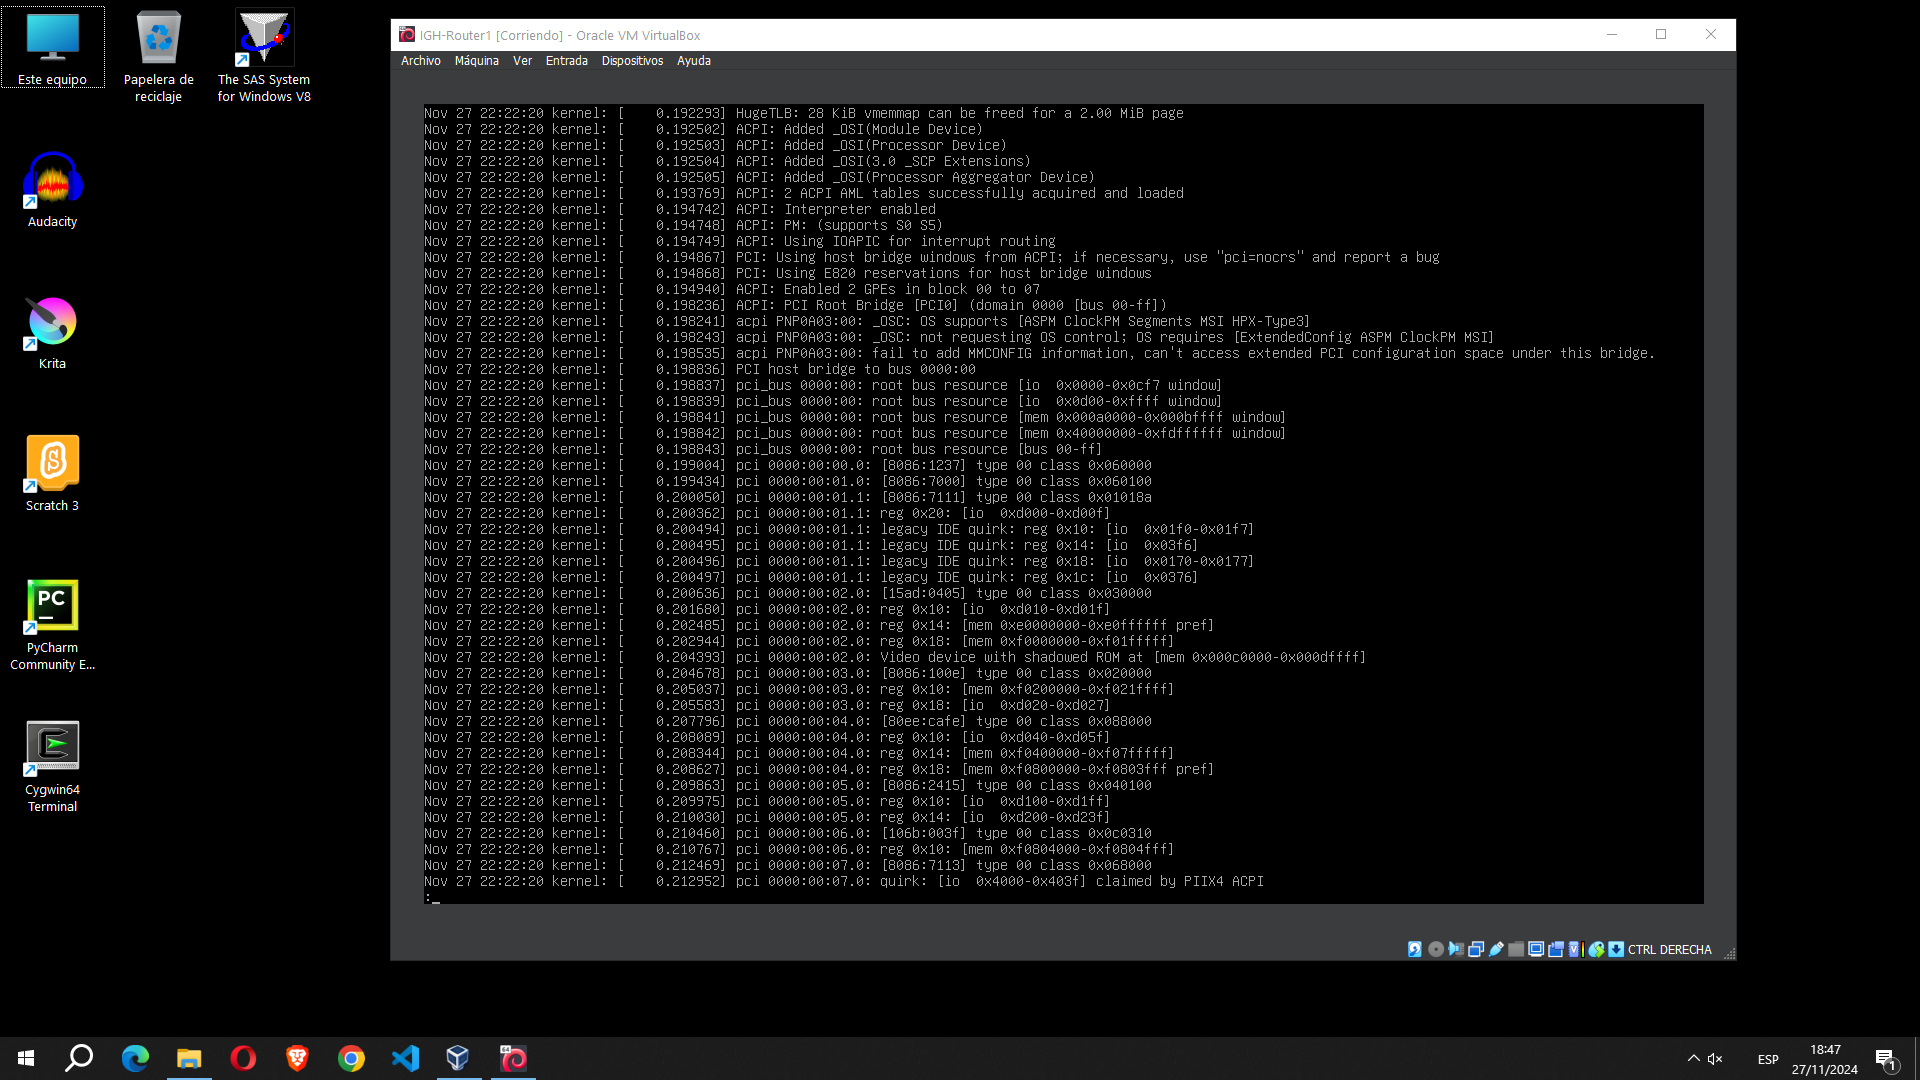 Este equipo
Papelera de
reciclaje
The SAS System
for Windows V8
Audacity
Krita
Scratch 3
PC
PyCharm
Community E...
Cygwin64
Terminal
IGH-Router1 [Corriendo] - Oracle VM VirtualBox
Archivo Máquina Ver Entrada Dispositivos Ayuda
Nov 27 22:22:20 kernel: [    0.192293] HugeTLB: 28 KiB vmemmap can be freed for a 2.00 MiB page
Nov 27 22:22:20 kernel: [    0.192502] ACPI: Added _OSI(Module Device)
Nov 27 22:22:20 kernel: [    0.192503] ACPI: Added _OSI(Processor Device)
Nov 27 22:22:20 kernel: [    0.192504] ACPI: Added _OSI(3.0 _SCP Extensions)
Nov 27 22:22:20 kernel: [    0.192505] ACPI: Added _OSI(Processor Aggregator Device)
Nov 27 22:22:20 kernel: [    0.193769] ACPI: 2 ACPI AML tables successfully acquired and loaded
Nov 27 22:22:20 kernel: [    0.194742] ACPI: Interpreter enabled
Nov 27 22:22:20 kernel: [    0.194748] ACPI: PM: (supports S0 S5)
Nov 27 22:22:20 kernel: [    0.194749] ACPI: Using IOAPIC for interrupt routing
Nov 27 22:22:20 kernel: [    0.194867] PCI: Using host bridge windows from ACPI; if necessary, use "pci=nocrs" and report a bug
Nov 27 22:22:20 kernel: [    0.194868] PCI: Using E820 reservations for host bridge windows
Nov 27 22:22:20 kernel: [    0.194940] ACPI: Enabled 2 GPEs in block 00 to 07
Nov 27 22:22:20 kernel: [    0.198236] ACPI: PCI Root Bridge [PCI0] (domain 0000 [bus 00-ff])
Nov 27 22:22:20 kernel: [    0.198241] acpi PNP0A03:00: _OSC: OS supports [ASPM ClockPM Segments MSI HPX-Type3]
Nov 27 22:22:20 kernel: [    0.198243] acpi PNP0A03:00: _OSC: not requesting OS control; OS requires [ExtendedConfig ASPM ClockPM MSI]
Nov 27 22:22:20 kernel: [    0.198535] acpi PNP0A03:00: fail to add MMCONFIG information, can't access extended PCI configuration space under this bridge.
Nov 27 22:22:20 kernel: [    0.198836] PCI host bridge to bus 0000:00
Nov 27 22:22:20 kernel: [    0.198837] pci_bus 0000:00: root bus resource [io  0x0000-0x0cf7 window]
Nov 27 22:22:20 kernel: [    0.198839] pci_bus 0000:00: root bus resource [io  0x0d00-0xffff window]
Nov 27 22:22:20 kernel: [    0.198841] pci_bus 0000:00: root bus resource [mem 0x000a0000-0x000bffff window]
Nov 27 22:22:20 kernel: [    0.198842] pci_bus 0000:00: root bus resource [mem 0x40000000-0xfdffffff window]
Nov 27 22:22:20 kernel: [    0.198843] pci_bus 0000:00: root bus resource [bus 00-ff]
Nov 27 22:22:20 kernel: [    0.199004] pci 0000:00:00.0: [8086:1237] type 00 class 0x060000
Nov 27 22:22:20 kernel: [    0.199434] pci 0000:00:01.0: [8086:7000] type 00 class 0x060100
Nov 27 22:22:20 kernel: [    0.200050] pci 0000:00:01.1: [8086:7111] type 00 class 0x01018a
Nov 27 22:22:20 kernel: [    0.200362] pci 0000:00:01.1: reg 0x20: [io  0xd000-0xd00f]
Nov 27 22:22:20 kernel: [    0.200494] pci 0000:00:01.1: legacy IDE quirk: reg 0x10: [io  0x01f0-0x01f7]
Nov 27 22:22:20 kernel: [    0.200495] pci 0000:00:01.1: legacy IDE quirk: reg 0x14: [io  0x03f6]
Nov 27 22:22:20 kernel: [    0.200496] pci 0000:00:01.1: legacy IDE quirk: reg 0x18: [io  0x0170-0x0177]
Nov 27 22:22:20 kernel: [    0.200497] pci 0000:00:01.1: legacy IDE quirk: reg 0x1c: [io  0x0376]
Nov 27 22:22:20 kernel: [    0.200636] pci 0000:00:02.0: [15ad:0405] type 00 class 0x030000
Nov 27 22:22:20 kernel: [    0.201680] pci 0000:00:02.0: reg 0x10: [io  0xd010-0xd01f]
Nov 27 22:22:20 kernel: [    0.202485] pci 0000:00:02.0: reg 0x14: [mem 0xe0000000-0xe0ffffff pref]
Nov 27 22:22:20 kernel: [    0.202944] pci 0000:00:02.0: reg 0x18: [mem 0xf0000000-0xf01fffff]
Nov 27 22:22:20 kernel: [    0.204393] pci 0000:00:02.0: Video device with shadowed ROM at [mem 0x000c0000-0x000dffff]
Nov 27 22:22:20 kernel: [    0.204678] pci 0000:00:03.0: [8086:100e] type 00 class 0x020000
Nov 27 22:22:20 kernel: [    0.205037] pci 0000:00:03.0: reg 0x10: [mem 0xf0200000-0xf021ffff]
Nov 27 22:22:20 kernel: [    0.205583] pci 0000:00:03.0: reg 0x18: [io  0xd020-0xd027]
Nov 27 22:22:20 kernel: [    0.207796] pci 0000:00:04.0: [80ee:cafe] type 00 class 0x088000
Nov 27 22:22:20 kernel: [    0.208089] pci 0000:00:04.0: reg 0x10: [io  0xd040-0xd05f]
Nov 27 22:22:20 kernel: [    0.208344] pci 0000:00:04.0: reg 0x14: [mem 0xf0400000-0xf07fffff]
Nov 27 22:22:20 kernel: [    0.208627] pci 0000:00:04.0: reg 0x18: [mem 0xf0800000-0xf0803fff pref]
Nov 27 22:22:20 kernel: [    0.209863] pci 0000:00:05.0: [8086:2415] type 00 class 0x040100
Nov 27 22:22:20 kernel: [    0.209975] pci 0000:00:05.0: reg 0x10: [io  0xd100-0xd1ff]
Nov 27 22:22:20 kernel: [    0.210030] pci 0000:00:05.0: reg 0x14: [io  0xd200-0xd23f]
Nov 27 22:22:20 kernel: [    0.210460] pci 0000:00:06.0: [106b:003f] type 00 class 0x0c0310
Nov 27 22:22:20 kernel: [    0.210767] pci 0000:00:06.0: reg 0x10: [mem 0xf0804000-0xf0804fff]
Nov 27 22:22:20 kernel: [    0.212469] pci 0000:00:07.0: [8086:7113] type 00 class 0x068000
Nov 27 22:22:20 kernel: [    0.212952] pci 0000:00:07.0: quirk: [io  0x4000-0x403f] claimed by PIIX4 ACPI
:_
CTRL DERECHA
ESP
18:47
27/11/2024
1